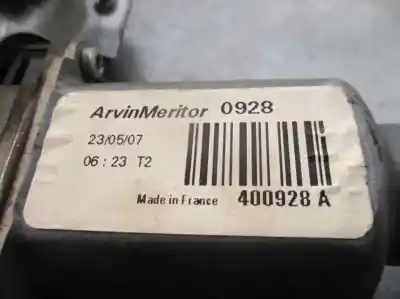 ArvinMeritor 0928
23/05/07
06 : 23 T2
Made in France 400928 A